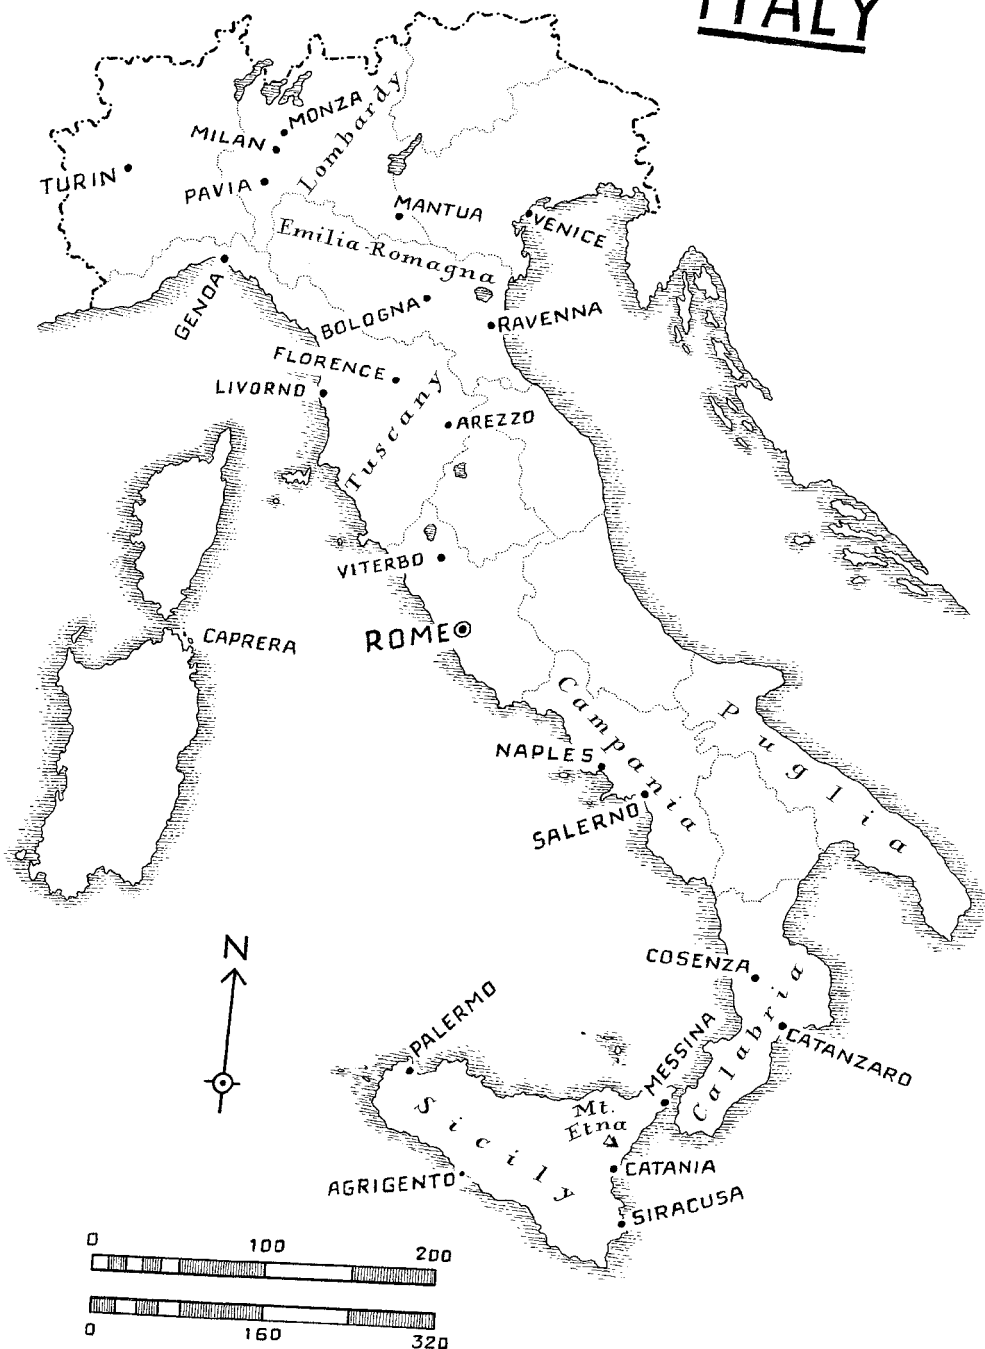 ITALY
MONZA
MILAN
Lombardy
TURIN
PAVIA
MANTUA
VENICE
Emilia-Romagna
GENOA
BOLOGNA
RAVENNA
FLORENCE
LIVORNO
Tuscany
AREZZO
VITERBO
ROME
CAPRERA
Campania
Puglia
NAPLES
SALERNO
N
COSENZA
Calabria
CATANZARO
PALERMO
MESSINA
Mt.
Etna
Sicily
CATANIA
AGRIGENTO
SIRACUSA
0 100 200
0 160 320